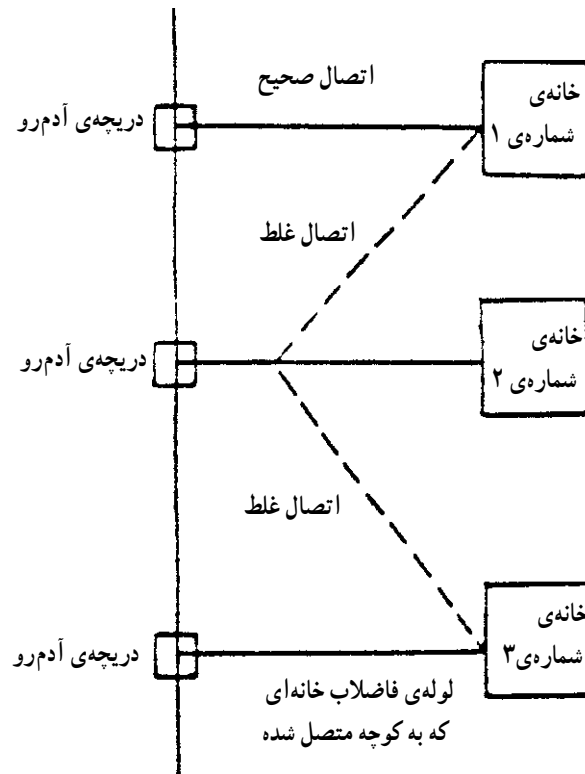 اتصال صحیح
خانه‌ی
شماره‌ی ۱
دریچه‌ی آدم‌رو
اتصال غلط
خانه‌ی
شماره‌ی ۲
دریچه‌ی آدم‌رو
اتصال غلط
خانه‌ی
شماره‌ی۳
دریچه‌ی آدم‌رو
لوله‌ی فاضلاب خانه‌ای
که به کوچه متصل شده